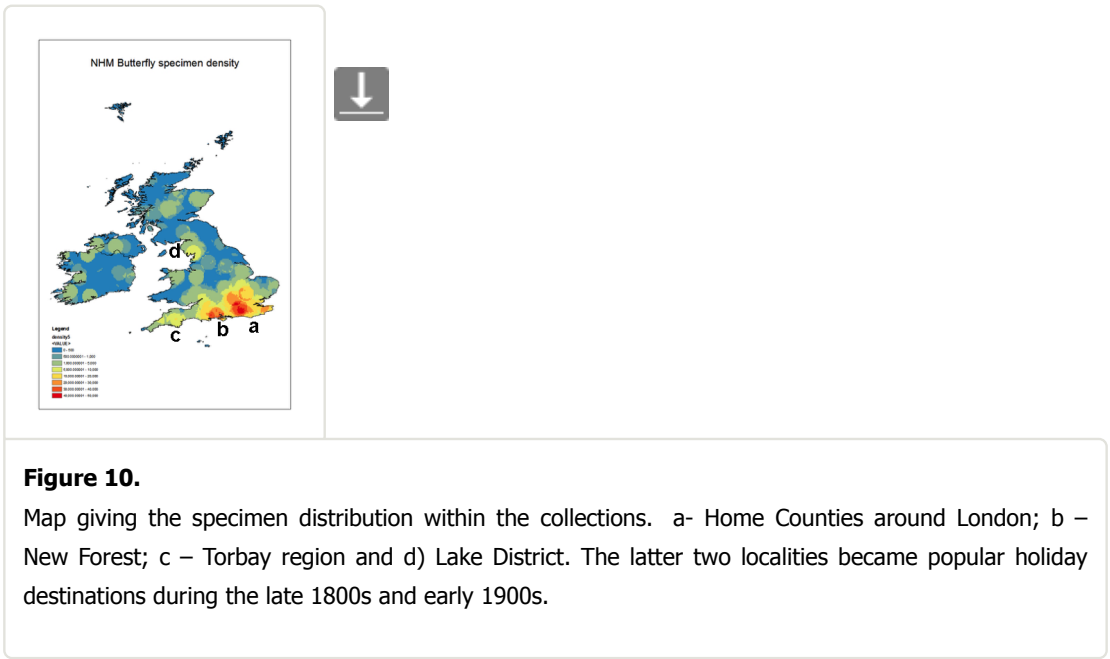 NHM Butterfly specimen density
d
c
b
a
Legend
density5
<VALUE>
Figure 10.
Map giving the specimen distribution within the collections. a- Home Counties around London; b –
New Forest; c – Torbay region and d) Lake District. The latter two localities became popular holiday
destinations during the late 1800s and early 1900s.